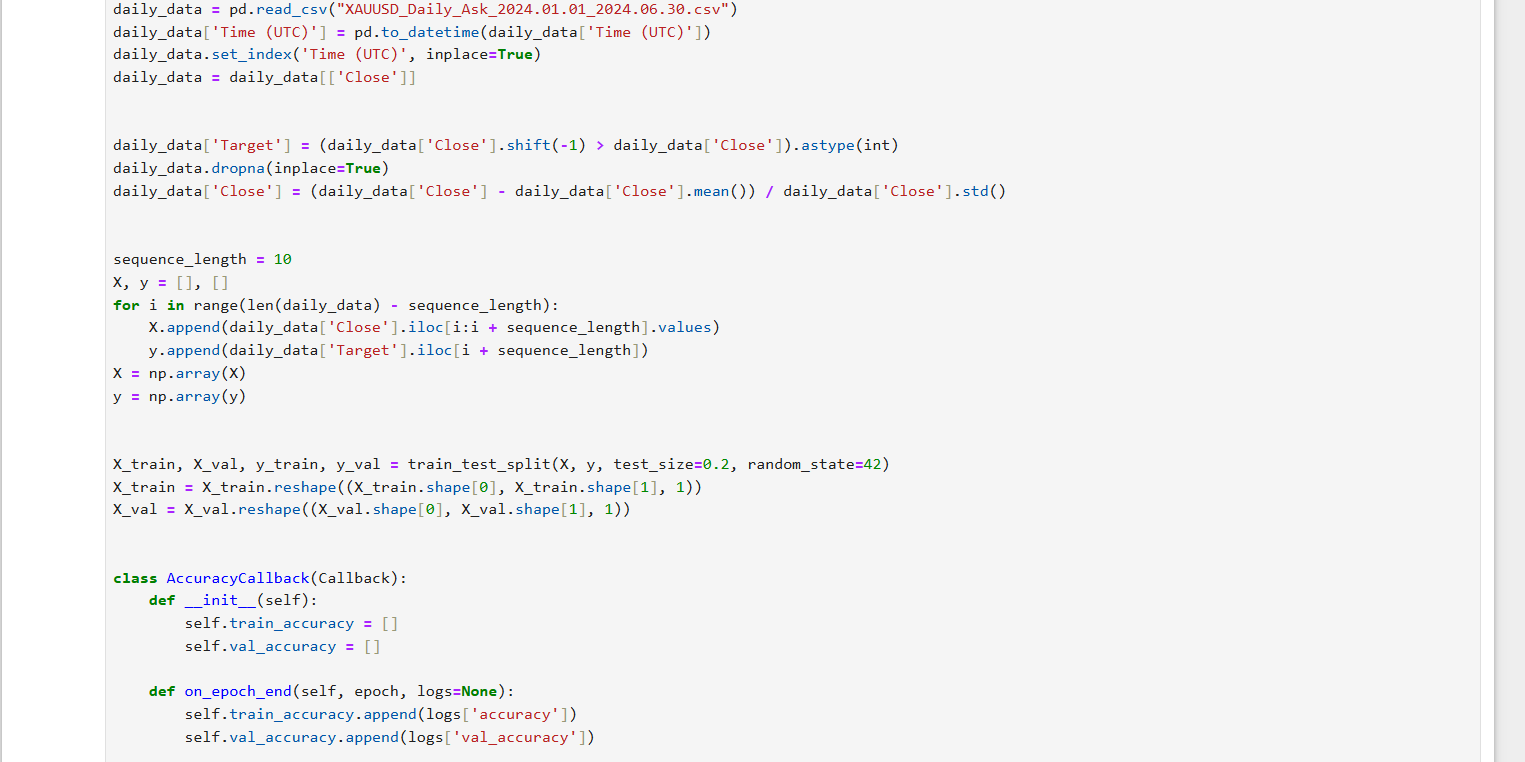 daily_data = pd.read_csv("XAUUSD_Daily_Ask_2024.01.01_2024.06.30.csv")
daily_data['Time (UTC)'] = pd.to_datetime(daily_data['Time (UTC)'])
daily_data.set_index('Time (UTC)', inplace=True)
daily_data = daily_data[['Close']]
daily_data['Target'] = (daily_data['Close'].shift(-1) > daily_data['Close']).astype(int)
daily_data.dropna(inplace=True)
daily_data['Close'] = (daily_data['Close'] - daily_data['Close'].mean()) / daily_data['Close'].std()
sequence_length = 10
X, y = [], []
for i in range(len(daily_data) - sequence_length):
    X.append(daily_data['Close'].iloc[i:i + sequence_length].values)
    y.append(daily_data['Target'].iloc[i + sequence_length])
X = np.array(X)
y = np.array(y)
X_train, X_val, y_train, y_val = train_test_split(X, y, test_size=0.2, random_state=42)
X_train = X_train.reshape((X_train.shape[0], X_train.shape[1], 1))
X_val = X_val.reshape((X_val.shape[0], X_val.shape[1], 1))
class AccuracyCallback(Callback):
    def __init__(self):
        self.train_accuracy = []
        self.val_accuracy = []
    def on_epoch_end(self, epoch, logs=None):
        self.train_accuracy.append(logs['accuracy'])
        self.val_accuracy.append(logs['val_accuracy'])